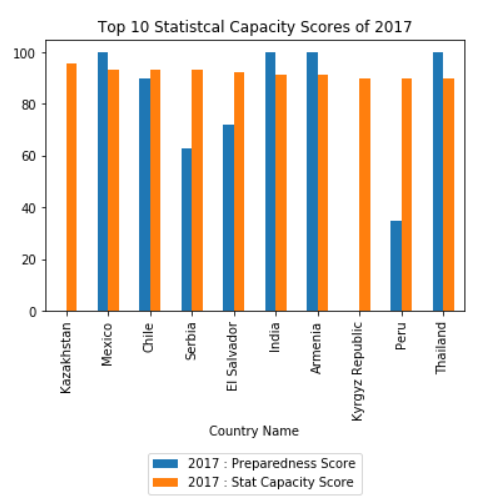 Top 10 Statistcal Capacity Scores of 2017
100
80
60
40
20
0
Kazakhstan
Mexico
Chile
Serbia
El Salvador
India
Armenia
Kyrgyz Republic
Peru
Thailand
Country Name
2017 : Preparedness Score
2017 : Stat Capacity Score